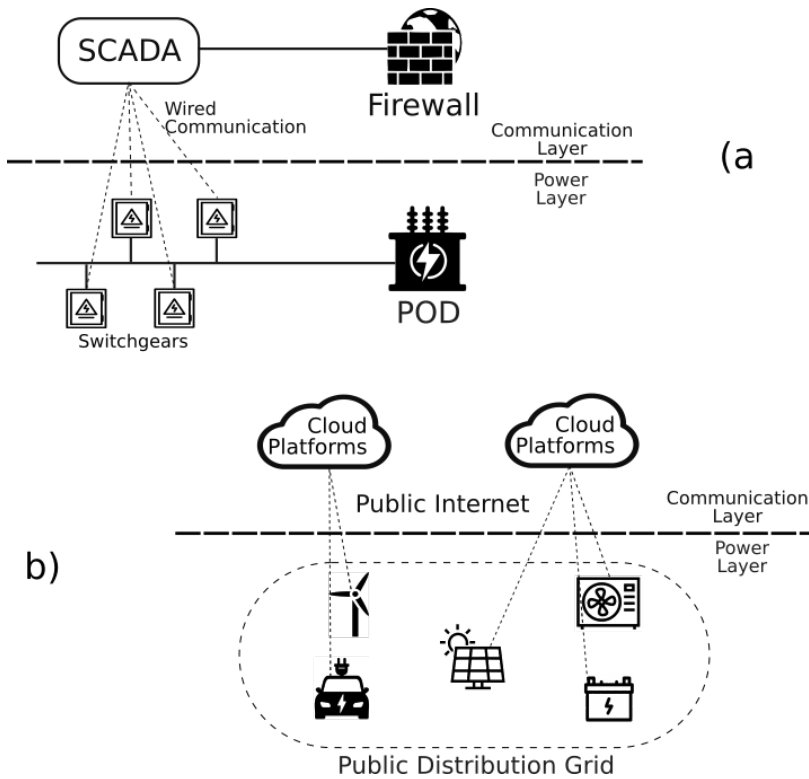 SCADA
Firewall
Wired
Communication
Communication
Layer
(a
Power
Layer
POD
Switchgears
Cloud
Platforms
Cloud
Platforms
Public Internet
Communication
Layer
b)
Power
Layer
Public Distribution Grid